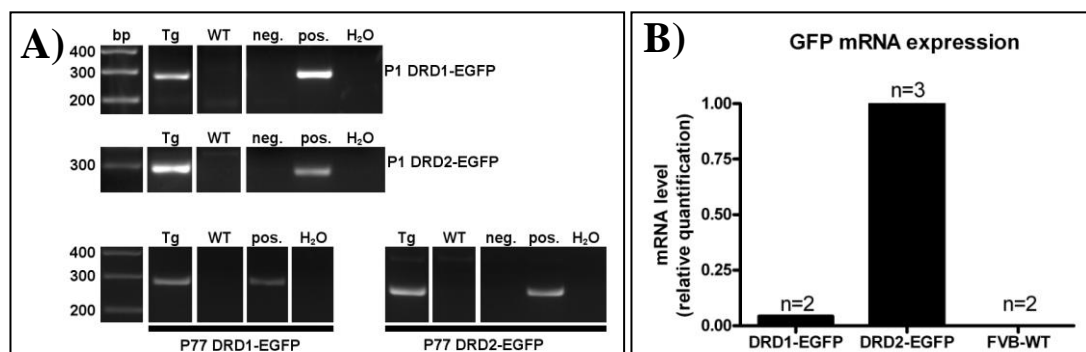 A)
bp Tg WT neg. pos. H₂O
400
300
200
P1 DRD1-EGFP
Tg WT neg. pos. H₂O
300
P1 DRD2-EGFP
Tg WT pos. H₂O
400
300
200
P77 DRD1-EGFP
Tg WT neg. pos. H₂O
P77 DRD2-EGFP
B)
GFP mRNA expression
mRNA level
(relative quantification)
1.00
0.75
0.50
0.25
0.00
n=2
n=3
n=2
DRD1-EGFP DRD2-EGFP FVB-WT